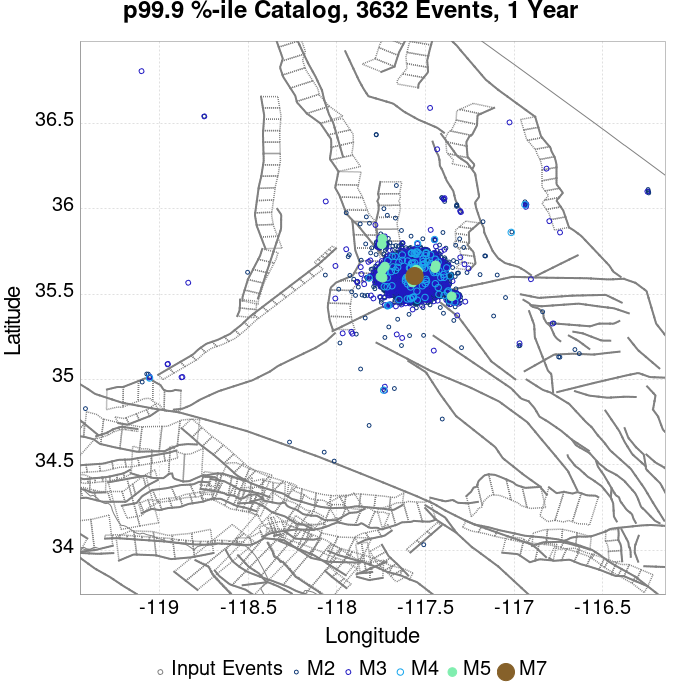 p99.9 %-ile Catalog, 3632 Events, 1 Year
36.5
36
35.5
35
34.5
34
Latitude
-119 -118.5 -118 -117.5 -117 -116.5
Longitude
Input Events M2 M3 M4 M5 M7